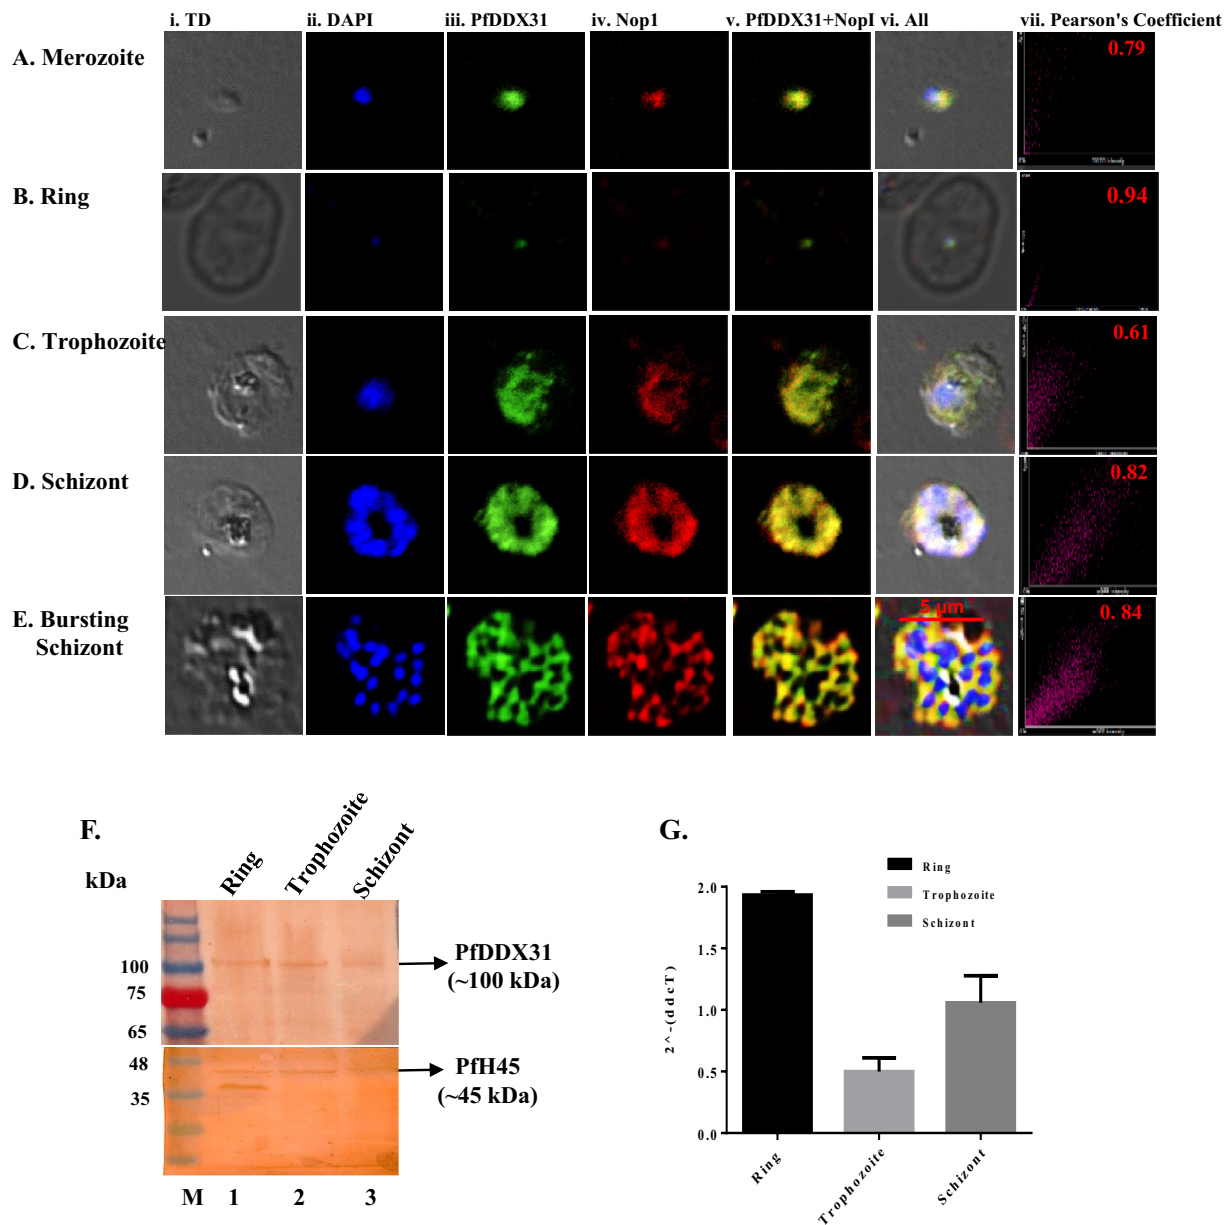 i. TD ii. DAPI iii. PfDDX31 iv. Nop1 v. PfDDX31+NopI vi. All vii. Pearson's Coefficient
A. Merozoite
0.79
B. Ring
0.94
C. Trophozoite
0.61
D. Schizont
0.82
E. Bursting
Schizont
5 µm
0. 84
F.
kDa
Ring
Trophozoite
Schizont
100
75
65
48
35
PfDDX31
(~100 kDa)
PfH45
(~45 kDa)
M 1 2 3
G.
Ring
Trophozoite
Schizont
2^-(ddcT)
2.0
1.5
1.0
0.5
0.0
Ring
Trophozoite
Schizont